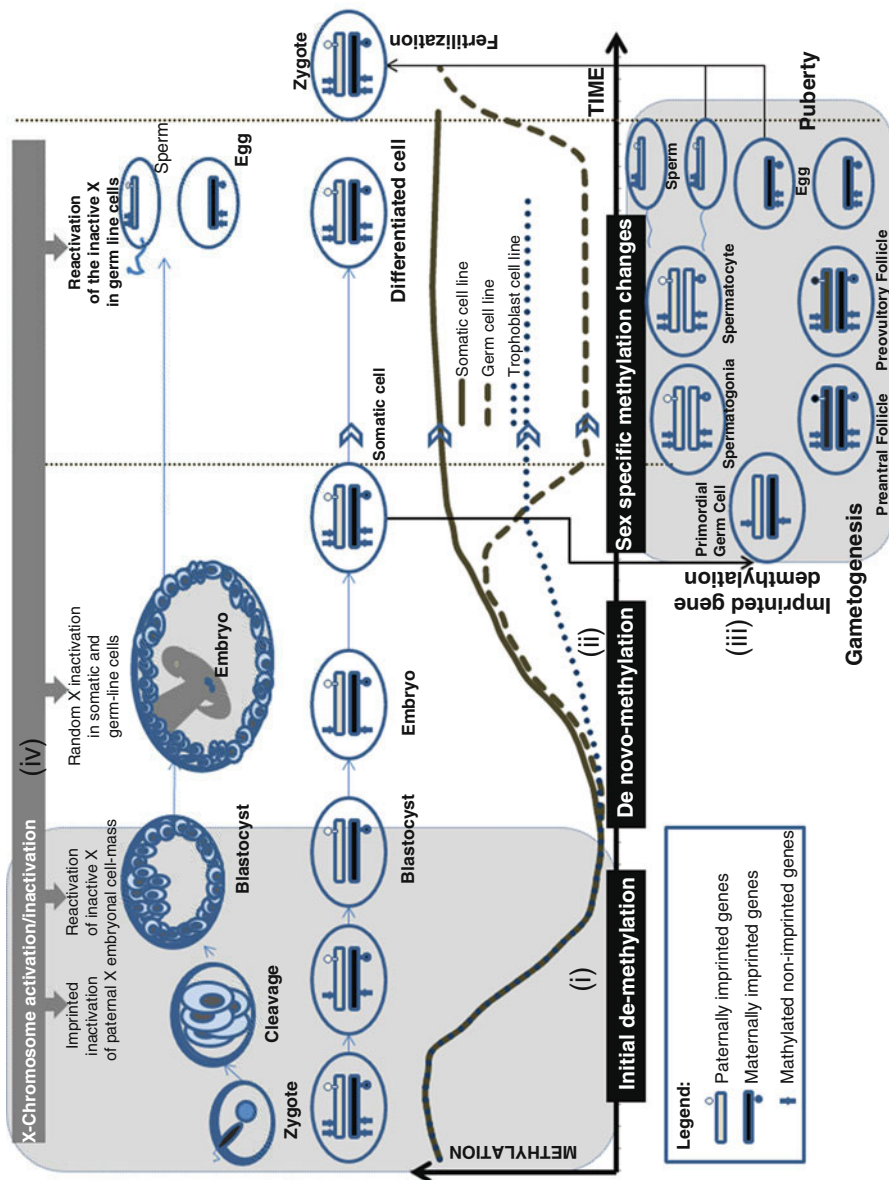 X-Chromosome activation/inactivation
(iv)
Imprinted
inactivation
of paternal X
Reactivation
of inactive X
embryonal cell-mass
Random X inactivation
in somatic and
germ-line cells
Reactivation
of the inactive X
in germ line cells
Zygote
Cleavage
Blastocyst
Embryo
Sperm
Egg
Blastocyst
Embryo
Somatic cell
Differentiated cell
Zygote
Fertilization
METHYLATION
Somatic cell line
Germ cell line
Trophoblast cell line
(i)
(ii)
TIME
Initial de-methylation
De novo-methylation
Sex specific methylation changes
Legend:
Paternally imprinted genes
Maternally imprinted genes
Mathylated non-imprinted genes
(iii)
Imprinted gene
demthylation
Gametogenesis
Primordial
Germ Cell
Spermatogonia
Spermatocyte
Sperm
Egg
Puberty
Preantral Follicle
Preovultory Follicle